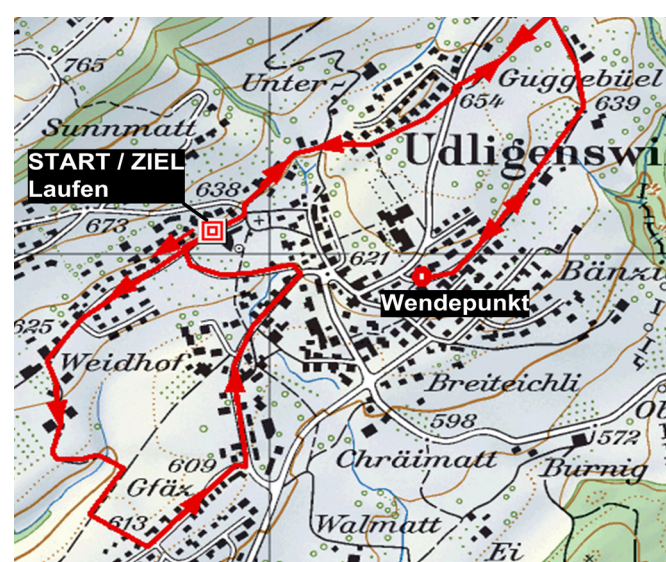 765
Unter-
Guggebüel
654
639
Sunnmatt
Udligenswi
START / ZIEL
Laufen
638
673
621
Bänzi
Wendepunkt
625
Weidhof
Breiteichli
598
572
609
Chräimatt
Burnig
Gfäz
613
Walmatt
Ei